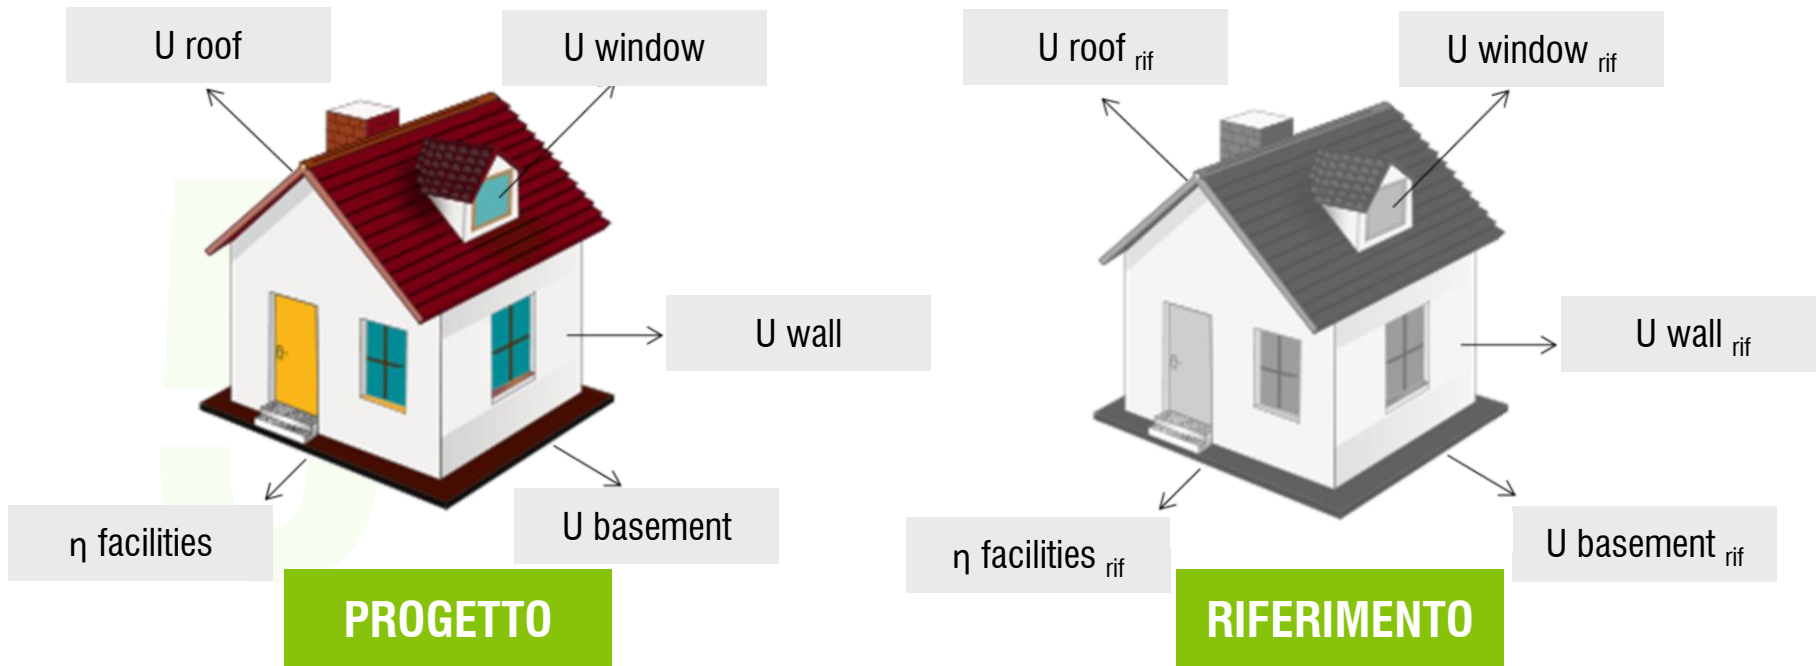 U roof
U window
U wall
U basement
η facilities
PROGETTO
U roof rif
U window rif
U wall rif
U basement rif
η facilities rif
RIFERIMENTO